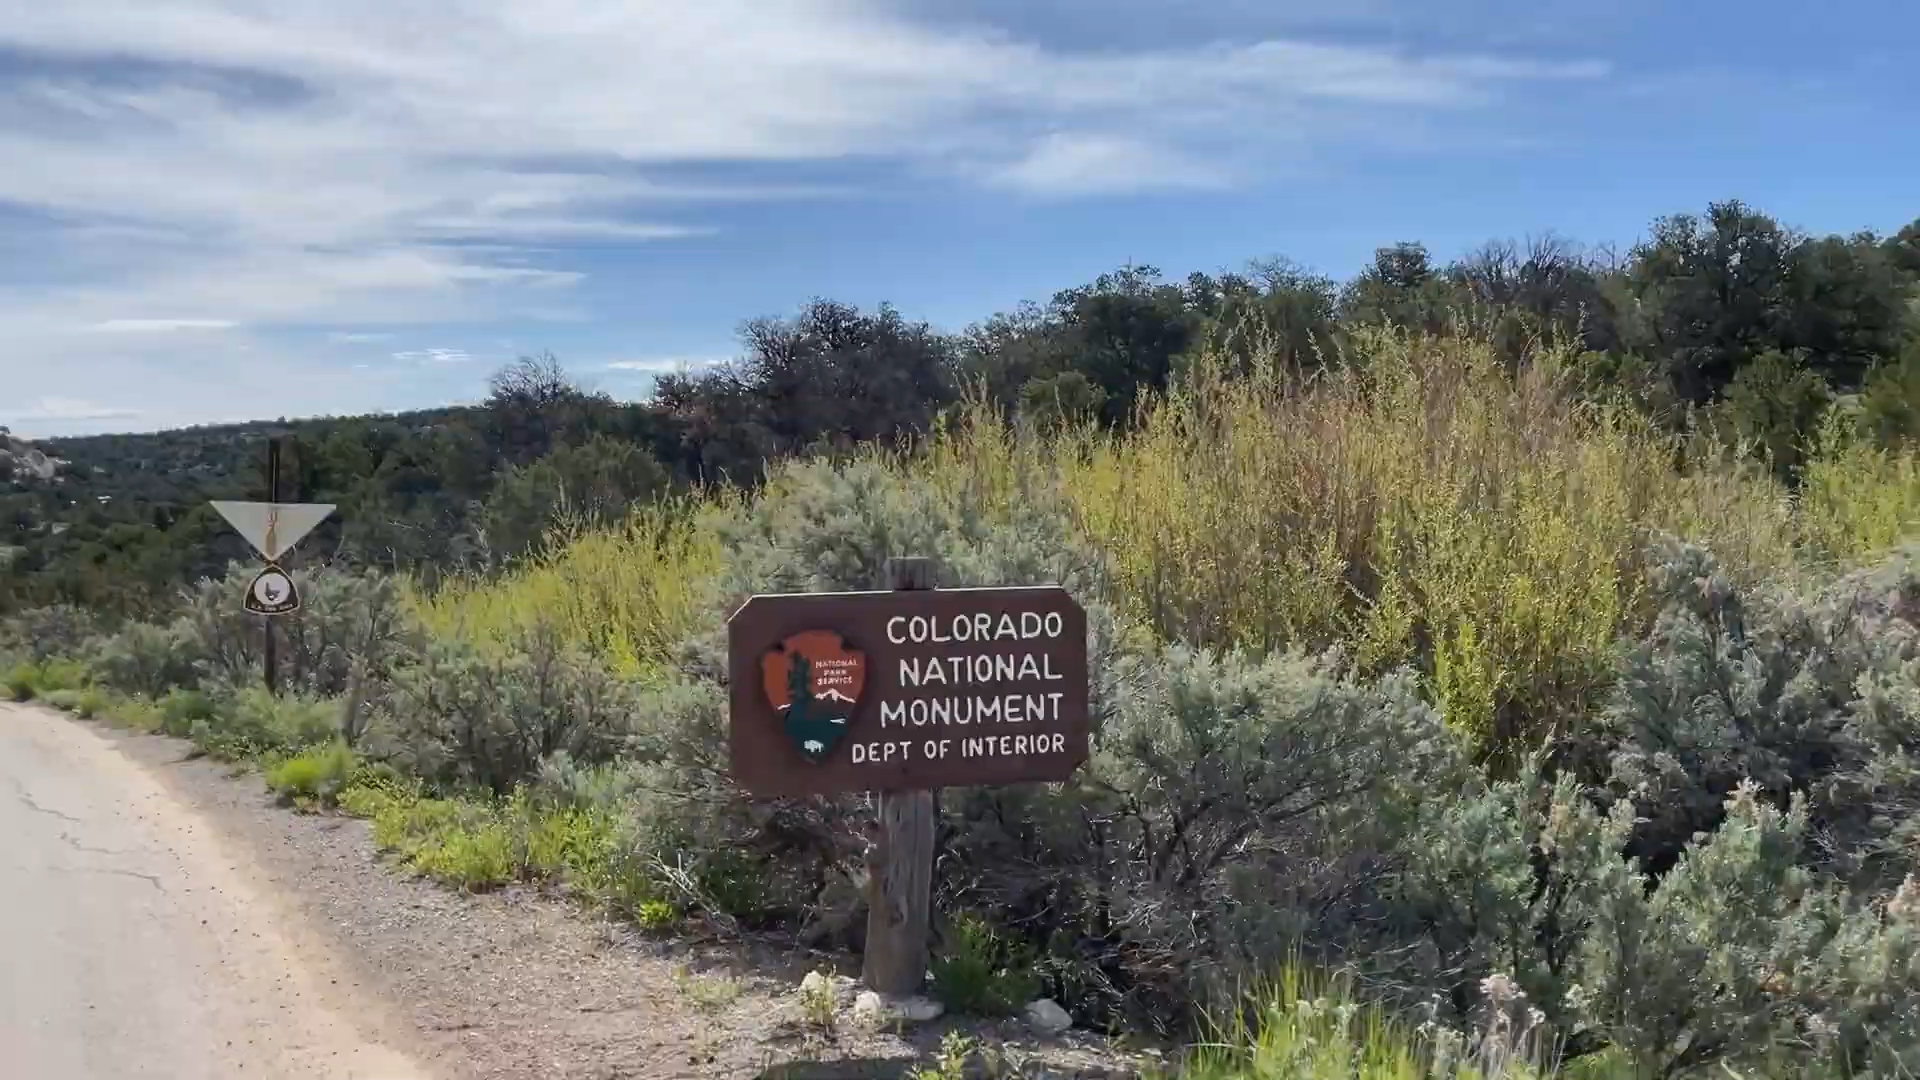 COLORADO
NATIONAL
MONUMENT
DEPT OF INTERIOR
NATIONAL
PARK
SERVICE